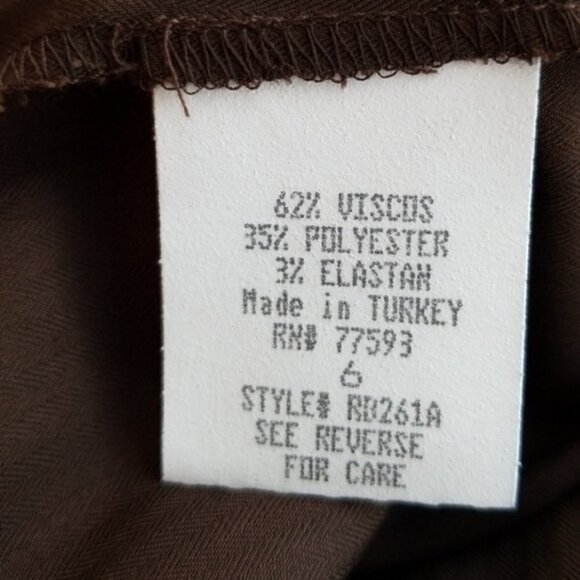 62% VISCOS
35% POLYESTER
3% ELASTAN
Made in TURKEY
RN# 77593
6
STYLE# RD261A
SEE REVERSE
FOR CARE